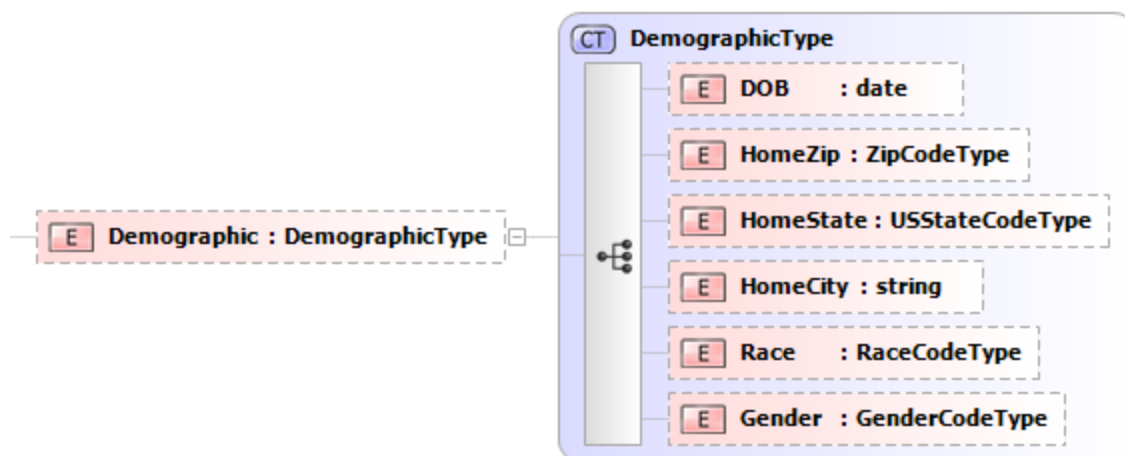 CT DemographicType
E DOB : date
E HomeZip : ZipCodeType
E HomeState : USStateCodeType
E Demographic : DemographicType
E HomeCity : string
E Race : RaceCodeType
E Gender : GenderCodeType